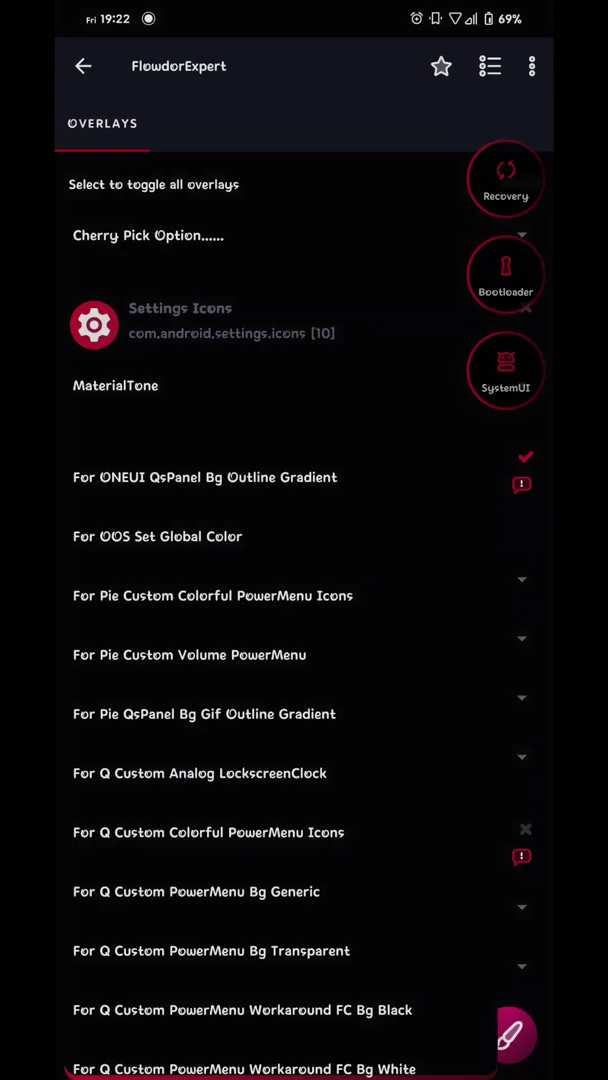 Fri 19:22
69%
FlowdorExpert
OVERLAYS
Select to toggle all overlays
Recovery
Cherry Pick Option......
Bootloader
Settings Icons
com.android.settings.icons [10]
MaterialTone
SystemUI
For ONEUI QsPanel Bg Outline Gradient
For OOS Set Global Color
For Pie Custom Colorful PowerMenu Icons
For Pie Custom Volume PowerMenu
For Pie QsPanel Bg Gif Outline Gradient
For Q Custom Analog LockscreenClock
For Q Custom Colorful PowerMenu Icons
For Q Custom PowerMenu Bg Generic
For Q Custom PowerMenu Bg Transparent
For Q Custom PowerMenu Workaround FC Bg Black
For Q Custom PowerMenu Workaround FC Bg White